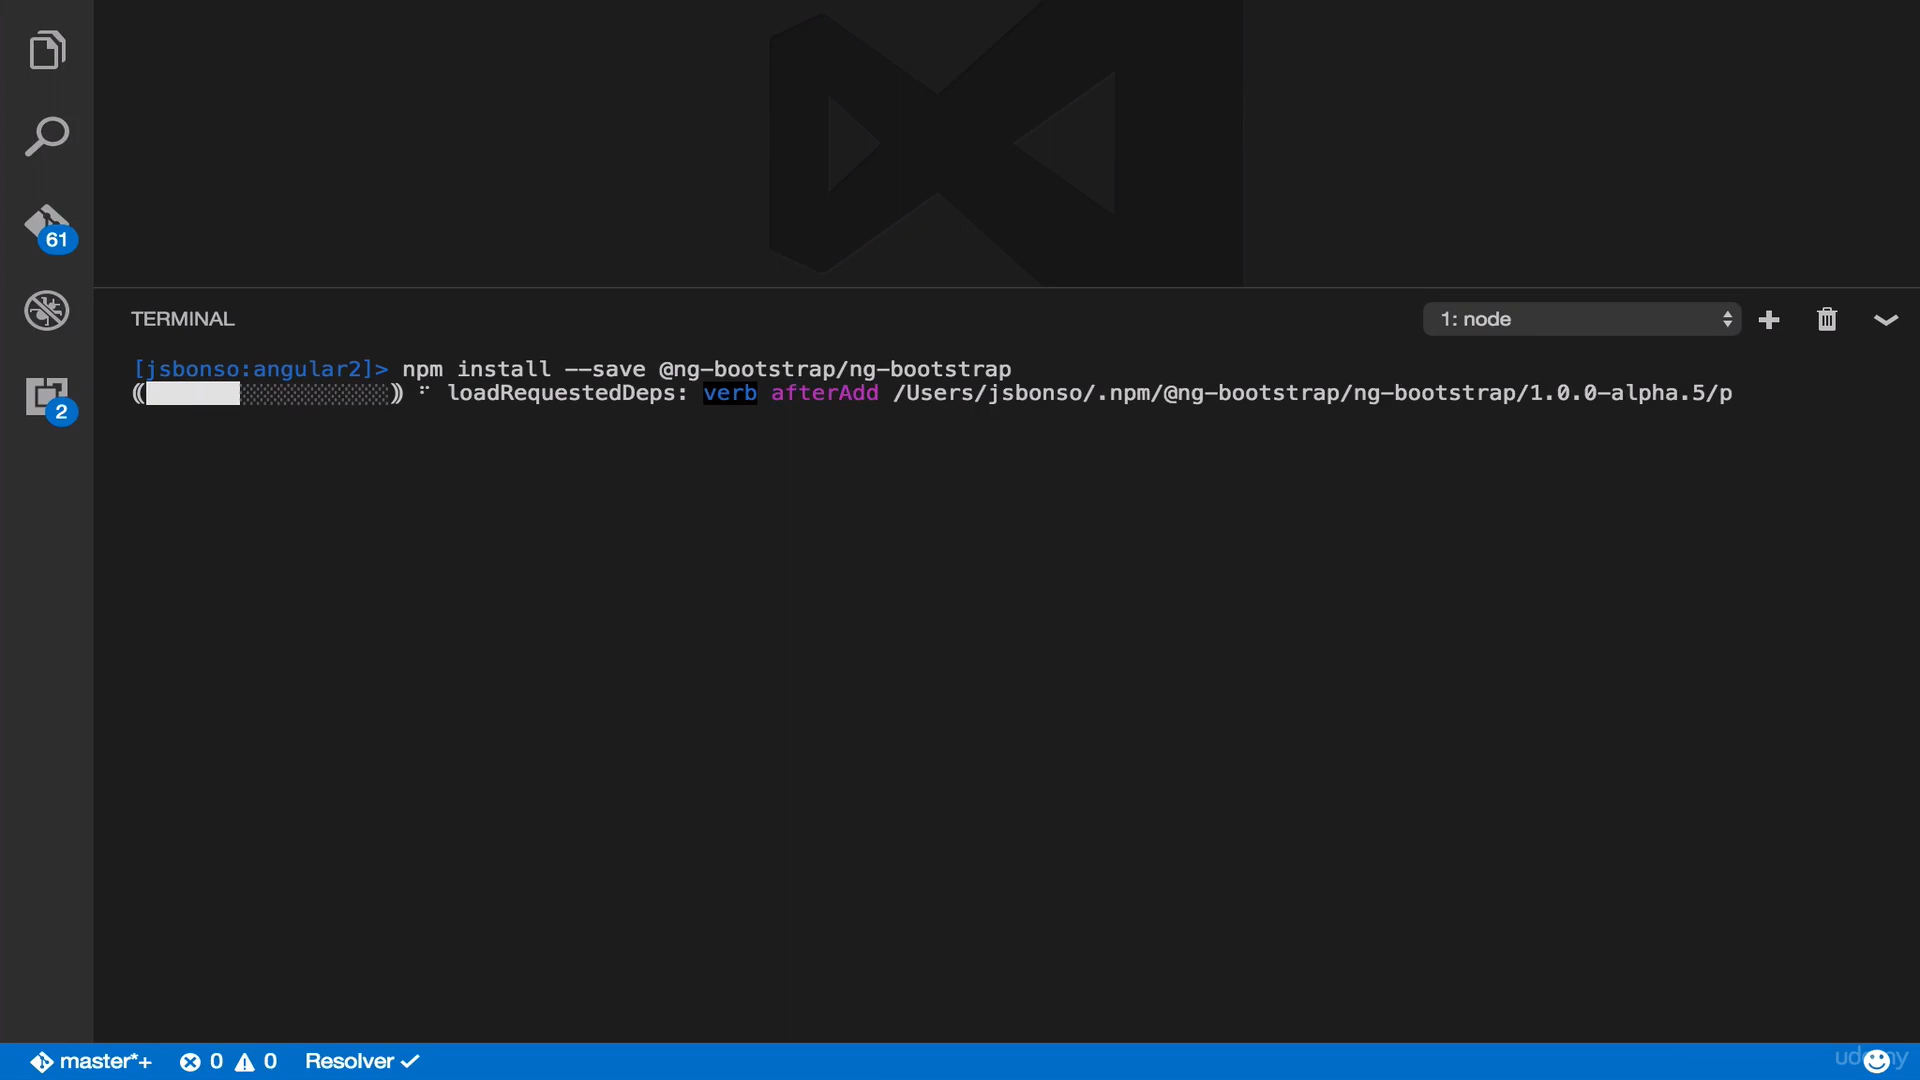 61
2
TERMINAL
1: node
[jsbonso:angular2]> npm install --save @ng-bootstrap/ng-bootstrap
loadRequestedDeps: verb afterAdd /Users/jsbonso/.npm/@ng-bootstrap/ng-bootstrap/1.0.0-alpha.5/p
master*+ 0 0 Resolver
udemy